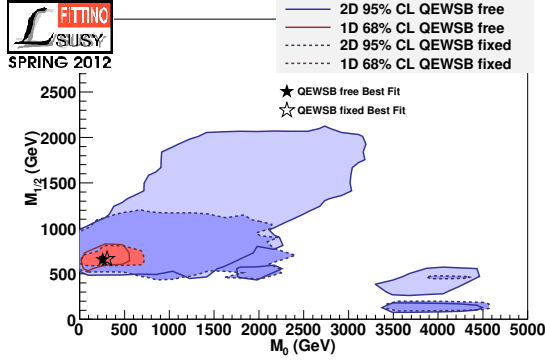 FITTINO
SUSY
SPRING 2012
2D 95% CL QEWSB free
1D 68% CL QEWSB free
2D 95% CL QEWSB fixed
1D 68% CL QEWSB fixed
QEWSB free Best Fit
QEWSB fixed Best Fit
M1/2 (GeV)
2500
2000
1500
1000
500
0
0 500 1000 1500 2000 2500 3000 3500 4000 4500 5000
M0 (GeV)